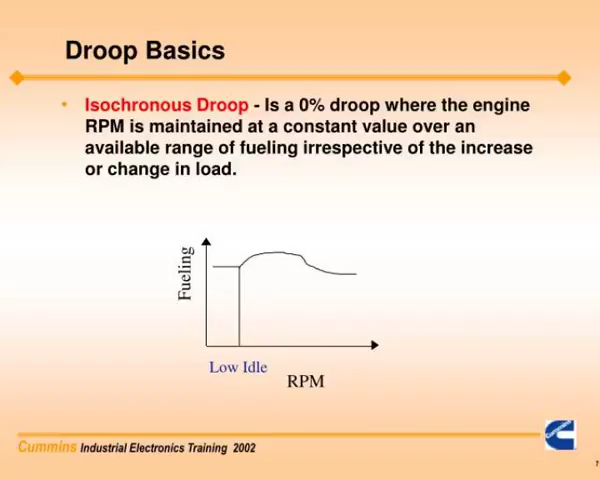 Droop Basics
• Isochronous Droop - Is a 0% droop where the engine
RPM is maintained at a constant value over an
available range of fueling irrespective of the increase
or change in load.
Fueling
Low Idle
RPM
Cummins Industrial Electronics Training 2002
Cummins
7